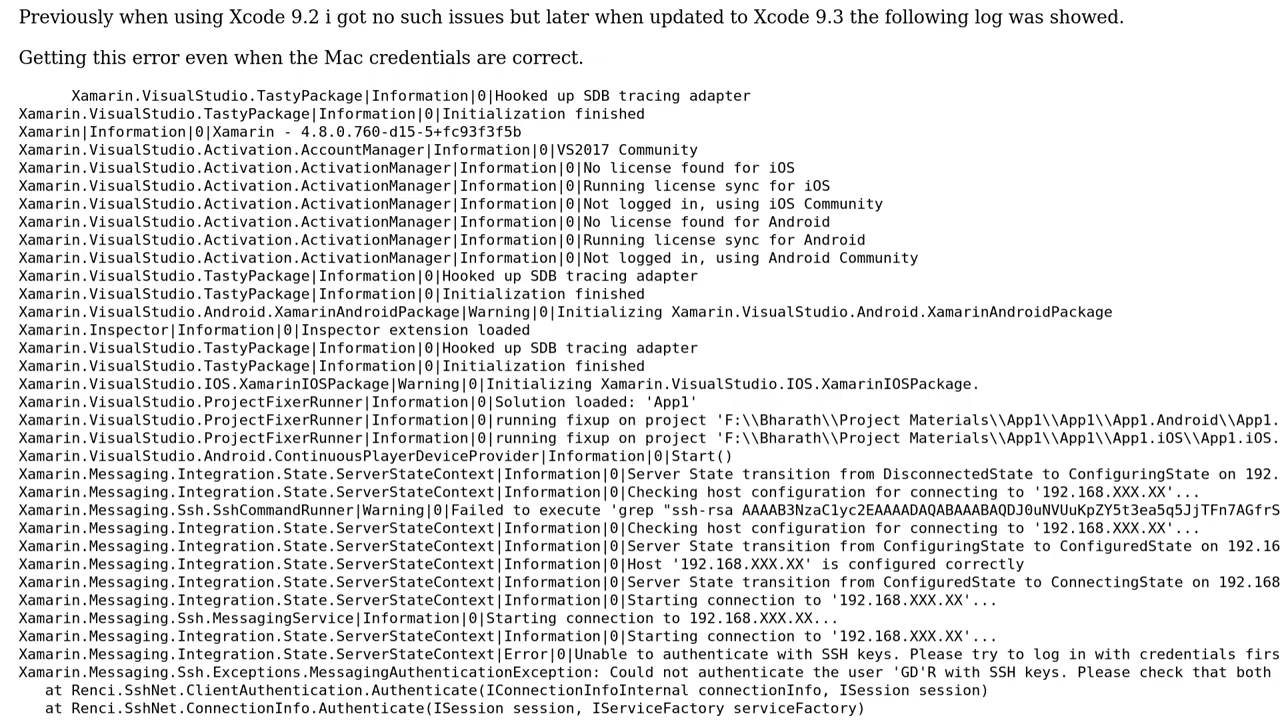 Previously when using Xcode 9.2 i got no such issues but later when updated to Xcode 9.3 the following log was showed.
Getting this error even when the Mac credentials are correct.
Xamarin.VisualStudio.TastyPackage|Information|0|Hooked up SDB tracing adapter
Xamarin.VisualStudio.TastyPackage|Information|0|Initialization finished
Xamarin|Information|0|Xamarin - 4.8.0.760-d15-5+fc93f3f5b
Xamarin.VisualStudio.Activation.AccountManager|Information|0|VS2017 Community
Xamarin.VisualStudio.Activation.ActivationManager|Information|0|No license found for iOS
Xamarin.VisualStudio.Activation.ActivationManager|Information|0|Running license sync for iOS
Xamarin.VisualStudio.Activation.ActivationManager|Information|0|Not logged in, using iOS Community
Xamarin.VisualStudio.Activation.ActivationManager|Information|0|No license found for Android
Xamarin.VisualStudio.Activation.ActivationManager|Information|0|Running license sync for Android
Xamarin.VisualStudio.Activation.ActivationManager|Information|0|Not logged in, using Android Community
Xamarin.VisualStudio.TastyPackage|Information|0|Hooked up SDB tracing adapter
Xamarin.VisualStudio.TastyPackage|Information|0|Initialization finished
Xamarin.VisualStudio.Android.XamarinAndroidPackage|Warning|0|Initializing Xamarin.VisualStudio.Android.XamarinAndroidPackage
Xamarin.Inspector|Information|0|Inspector extension loaded
Xamarin.VisualStudio.TastyPackage|Information|0|Hooked up SDB tracing adapter
Xamarin.VisualStudio.TastyPackage|Information|0|Initialization finished
Xamarin.VisualStudio.IOS.XamarinIOSPackage|Warning|0|Initializing Xamarin.VisualStudio.IOS.XamarinIOSPackage.
Xamarin.VisualStudio.ProjectFixerRunner|Information|0|Solution loaded: 'App1'
Xamarin.VisualStudio.ProjectFixerRunner|Information|0|running fixup on project 'F:\\Bharath\\Project Materials\\App1\\App1\\App1.Android\\App1.
Xamarin.VisualStudio.ProjectFixerRunner|Information|0|running fixup on project 'F:\\Bharath\\Project Materials\\App1\\App1\\App1.iOS\\App1.iOS.
Xamarin.VisualStudio.Android.ContinuousPlayerDeviceProvider|Information|0|Start()
Xamarin.Messaging.Integration.State.ServerStateContext|Information|0|Server State transition from DisconnectedState to ConfiguringState on 192.
Xamarin.Messaging.Integration.State.ServerStateContext|Information|0|Checking host configuration for connecting to '192.168.XXX.XX'...
Xamarin.Messaging.Ssh.SshCommandRunner|Warning|0|Failed to execute 'grep "ssh-rsa AAAAB3NzaC1yc2EAAAADAQABAAABAQDJ0uNVUuKpZY5t3ea5q5JjTFn7AGfrS
Xamarin.Messaging.Integration.State.ServerStateContext|Information|0|Checking host configuration for connecting to '192.168.XXX.XX'...
Xamarin.Messaging.Integration.State.ServerStateContext|Information|0|Server State transition from ConfiguringState to ConfiguredState on 192.16
Xamarin.Messaging.Integration.State.ServerStateContext|Information|0|Host '192.168.XXX.XX' is configured correctly
Xamarin.Messaging.Integration.State.ServerStateContext|Information|0|Server State transition from ConfiguredState to ConnectingState on 192.168
Xamarin.Messaging.Integration.State.ServerStateContext|Information|0|Starting connection to '192.168.XXX.XX'...
Xamarin.Messaging.Ssh.MessagingService|Information|0|Starting connection to 192.168.XXX.XX...
Xamarin.Messaging.Integration.State.ServerStateContext|Information|0|Starting connection to '192.168.XXX.XX'...
Xamarin.Messaging.Integration.State.ServerStateContext|Error|0|Unable to authenticate with SSH keys. Please try to log in with credentials firs
Xamarin.Messaging.Ssh.Exceptions.MessagingAuthenticationException: Could not authenticate the user 'GD'R with SSH keys. Please check that both
at Renci.SshNet.ClientAuthentication.Authenticate(IConnectionInfoInternal connectionInfo, ISession session)
at Renci.SshNet.ConnectionInfo.Authenticate(ISession session, IServiceFactory serviceFactory)